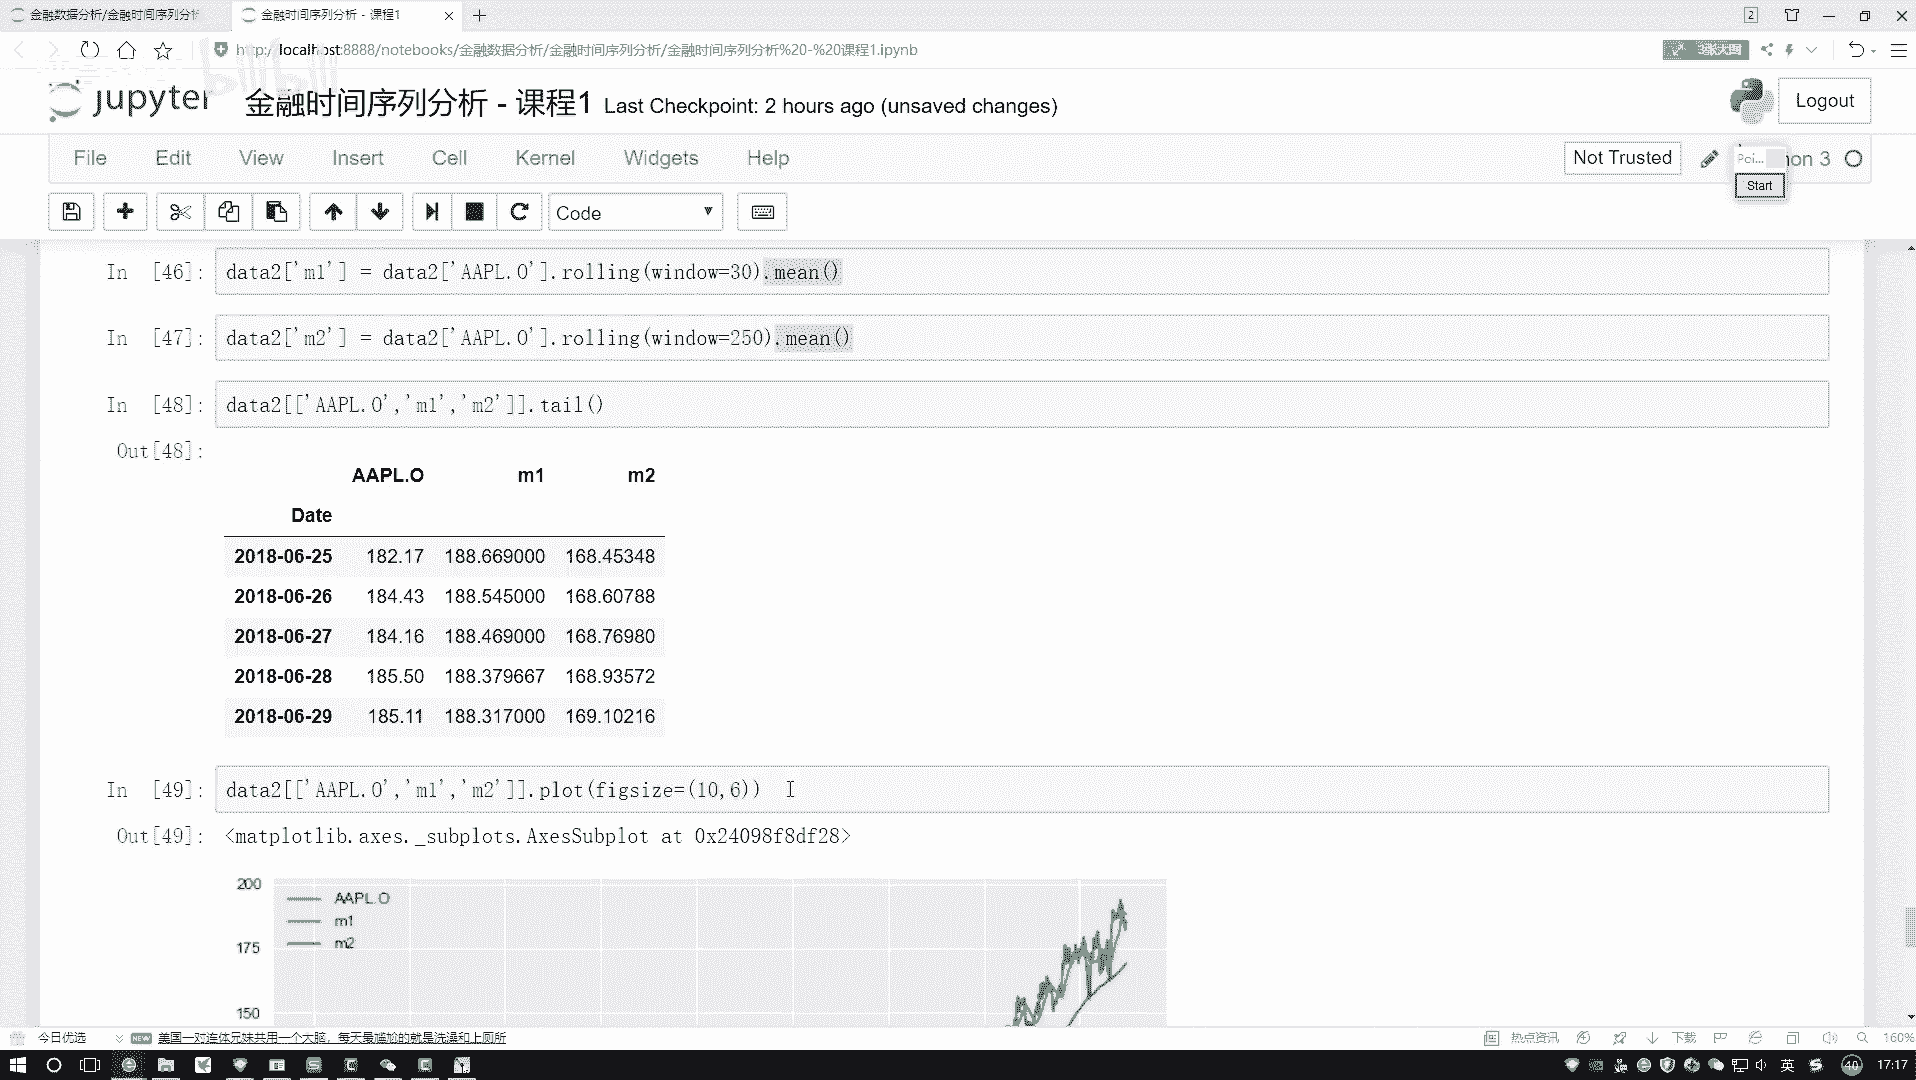 金融数据分析/金融时间序列分析
金融时间序列分析 - 课程1
2
http://localhost:8888/notebooks/金融数据分析/金融时间序列分析/金融时间序列分析%20-%20课程1.ipynb
3张大图
bilibili
jupyter
金融时间序列分析 - 课程1 Last Checkpoint: 2 hours ago (unsaved changes)
Logout
File Edit View Insert Cell Kernel Widgets Help
Not Trusted
Poi... hon 3
Start
Code
In [46]: data2['m1'] = data2['AAPL.O'].rolling(window=30).mean()
In [47]: data2['m2'] = data2['AAPL.O'].rolling(window=250).mean()
In [48]: data2[['AAPL.O','m1','m2']].tail()
Out[48]:
AAPL.O m1 m2
Date
2018-06-25 182.17 188.669000 168.45348
2018-06-26 184.43 188.545000 168.60788
2018-06-27 184.16 188.469000 168.76980
2018-06-28 185.50 188.379667 168.93572
2018-06-29 185.11 188.317000 169.10216
In [49]: data2[['AAPL.O','m1','m2']].plot(figsize=(10,6))
Out[49]: <matplotlib.axes._subplots.AxesSubplot at 0x24098f8df28>
200
AAPL.O
m1
m2
175
150
今日优选
NEW 美国一对连体兄妹共用一个大脑，每天最尴尬的就是洗澡和上厕所
热点资讯
下载
160%
英
40
17:17